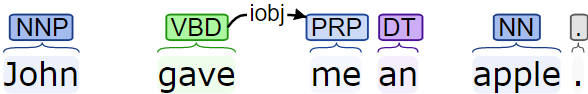 iobj
NNP VBD PRP DT NN .
John gave me an apple .